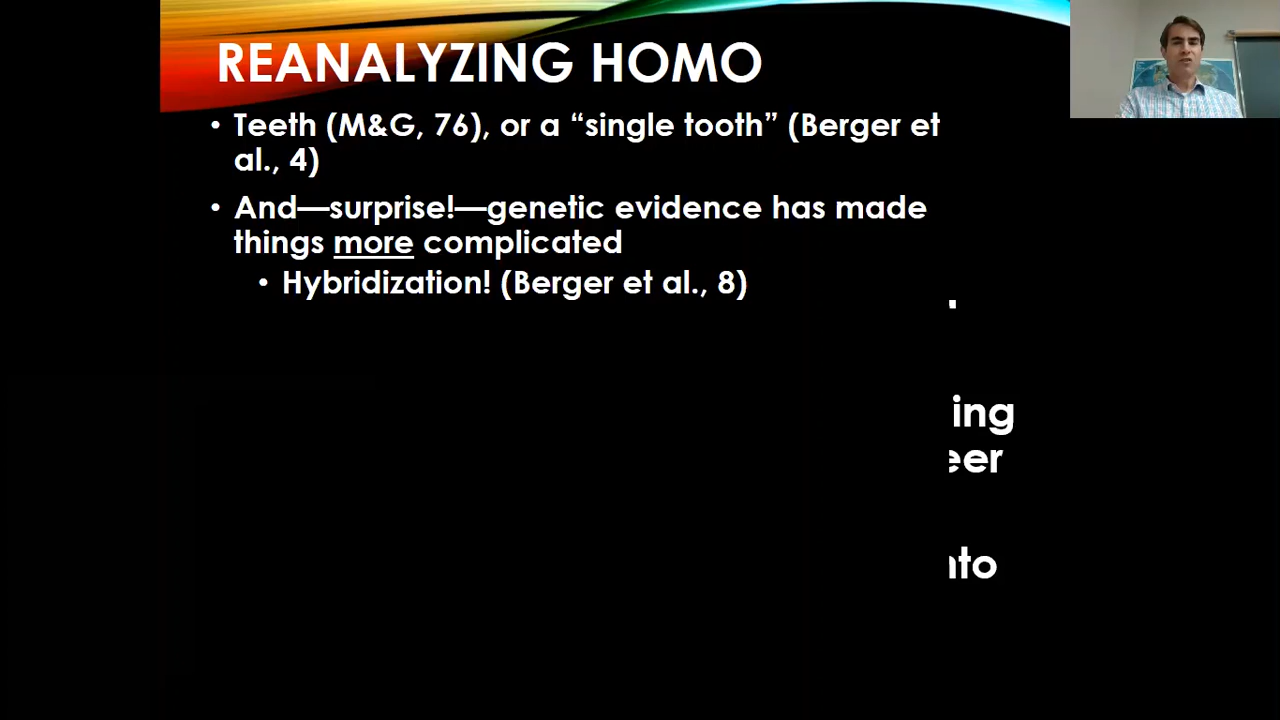 REANALYZING HOMO
• Teeth (M&G, 76), or a “single tooth” (Berger et
al., 4)
• And—surprise!—genetic evidence has made
things more complicated
• Hybridization! (Berger et al., 8)
ing
eer
to